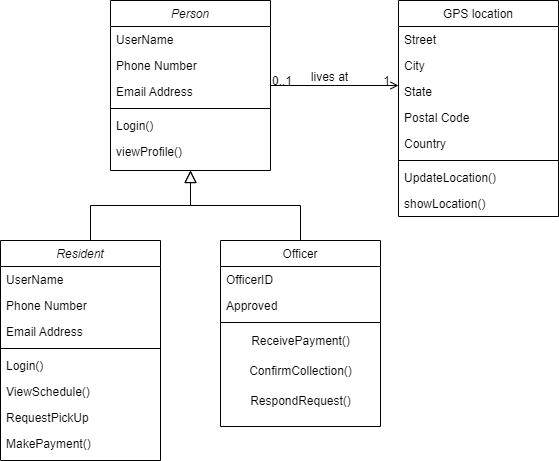 Person
UserName
Phone Number
Email Address
Login()
viewProfile()
0..1 lives at 1
GPS location
Street
City
State
Postal Code
Country
UpdateLocation()
showLocation()
Resident
UserName
Phone Number
Email Address
Login()
ViewSchedule()
RequestPickUp
MakePayment()
Officer
OfficerID
Approved
ReceivePayment()
ConfirmCollection()
RespondRequest()